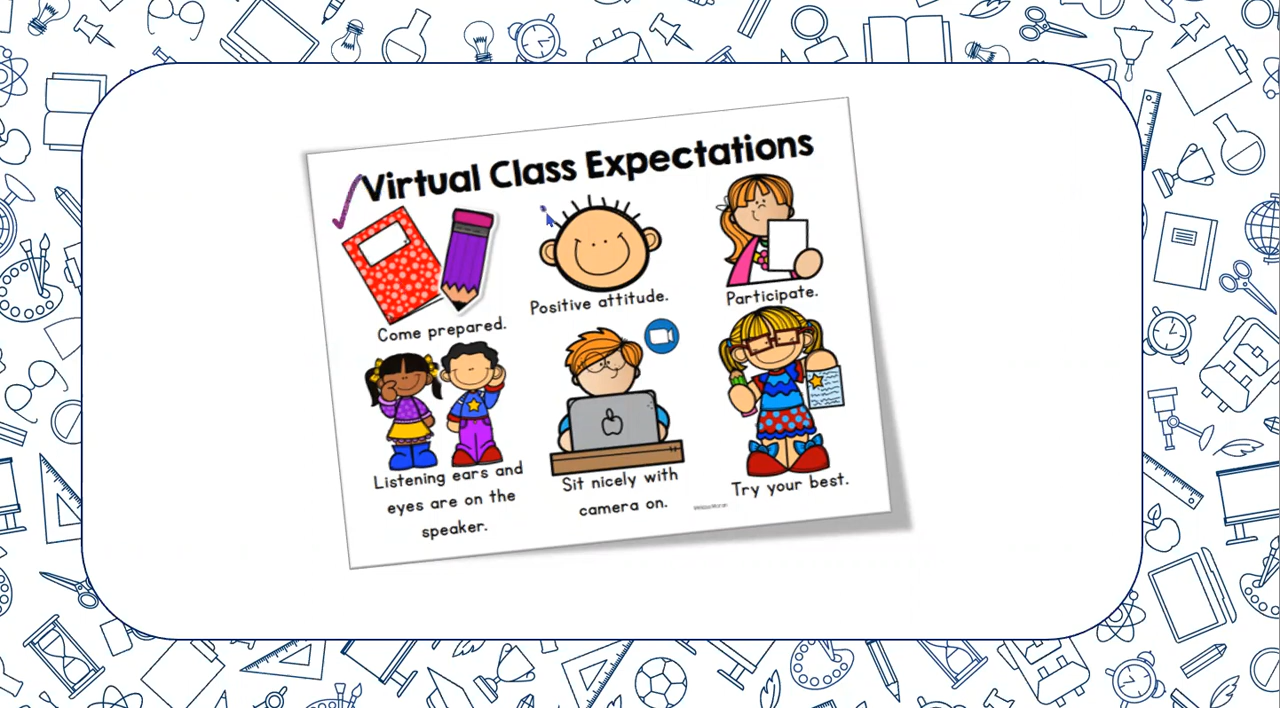 Virtual Class Expectations
Come prepared.
Positive attitude.
Participate.
Listening ears and
eyes are on the
speaker.
Sit nicely with
camera on.
Try your best.